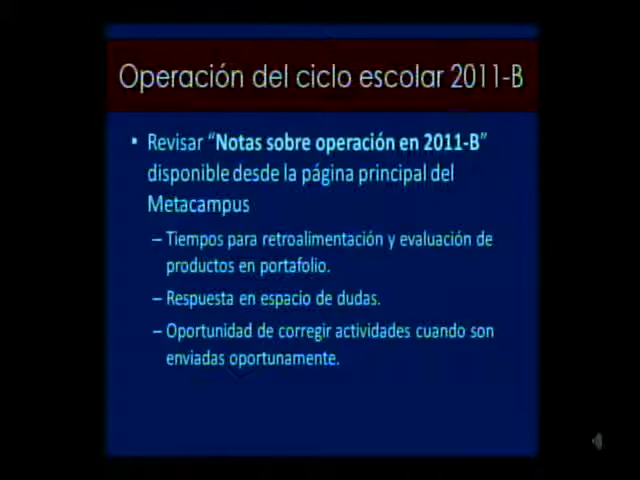 Operación del ciclo escolar 2011-B
• Revisar “Notas sobre operación en 2011-B”
disponible desde la página principal del
Metacampus
– Tiempos para retroalimentación y evaluación de
productos en portafolio.
– Respuesta en espacio de dudas.
– Oportunidad de corregir actividades cuando son
enviadas oportunamente.